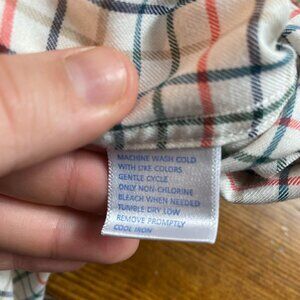 MACHINE WASH COLD
WITH LIKE COLORS
GENTLE CYCLE
ONLY NON-CHLORINE
BLEACH WHEN NEEDED
TUMBLE DRY LOW
REMOVE PROMPTLY
COOL IRON